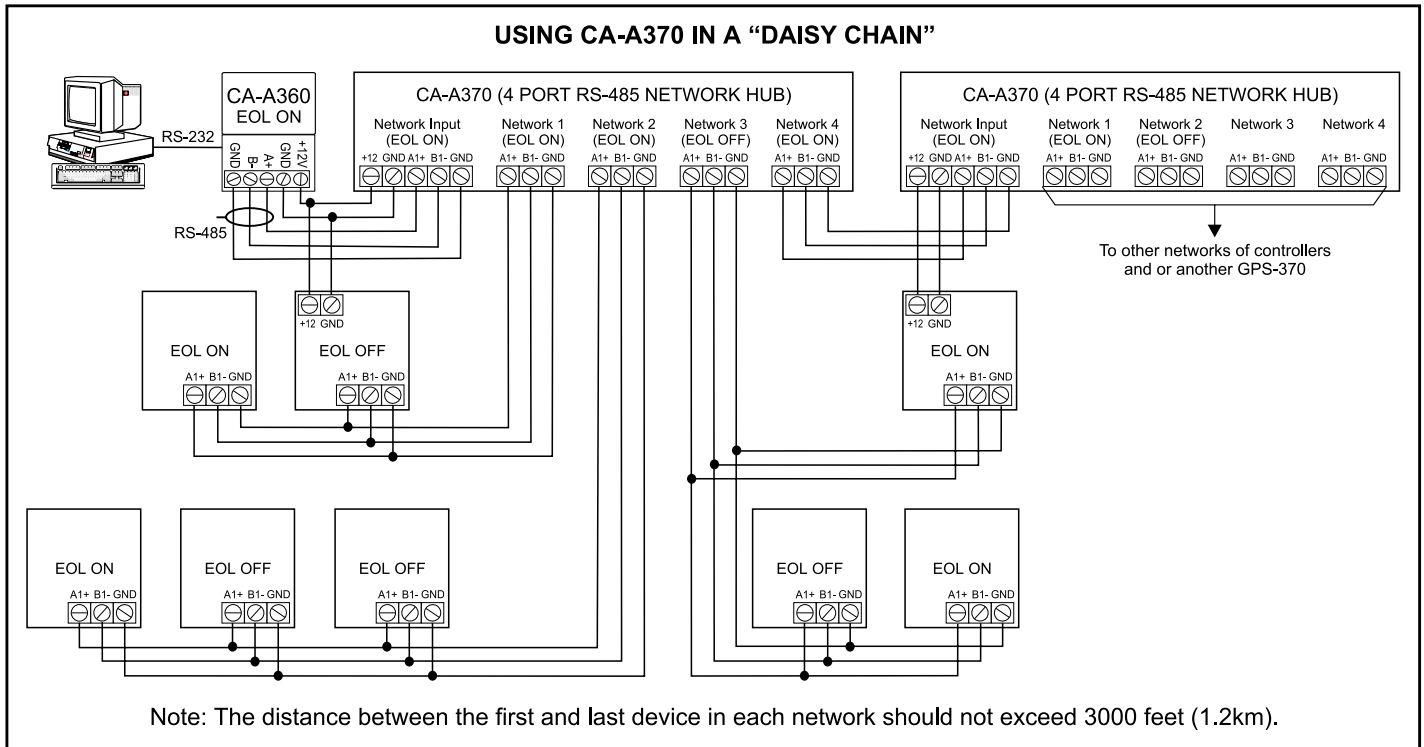 USING CA-A370 IN A “DAISY CHAIN”
RS-232
CA-A360
EOL ON
GND B- A+ GND +12V
RS-485
CA-A370 (4 PORT RS-485 NETWORK HUB)
Network Input
(EOL ON)
+12 GND A1+ B1- GND
Network 1
(EOL ON)
A1+ B1- GND
Network 2
(EOL ON)
A1+ B1- GND
Network 3
(EOL OFF)
A1+ B1- GND
Network 4
(EOL ON)
A1+ B1- GND
CA-A370 (4 PORT RS-485 NETWORK HUB)
Network Input
(EOL ON)
+12 GND A1+ B1- GND
Network 1
(EOL ON)
A1+ B1- GND
Network 2
(EOL OFF)
A1+ B1- GND
Network 3
A1+ B1- GND
Network 4
A1+ B1- GND
To other networks of controllers
and or another GPS-370
EOL ON
A1+ B1- GND
+12 GND
EOL OFF
A1+ B1- GND
+12 GND
EOL ON
A1+ B1- GND
EOL ON
A1+ B1- GND
EOL OFF
A1+ B1- GND
EOL OFF
A1+ B1- GND
EOL OFF
A1+ B1- GND
EOL ON
A1+ B1- GND
Note: The distance between the first and last device in each network should not exceed 3000 feet (1.2km).